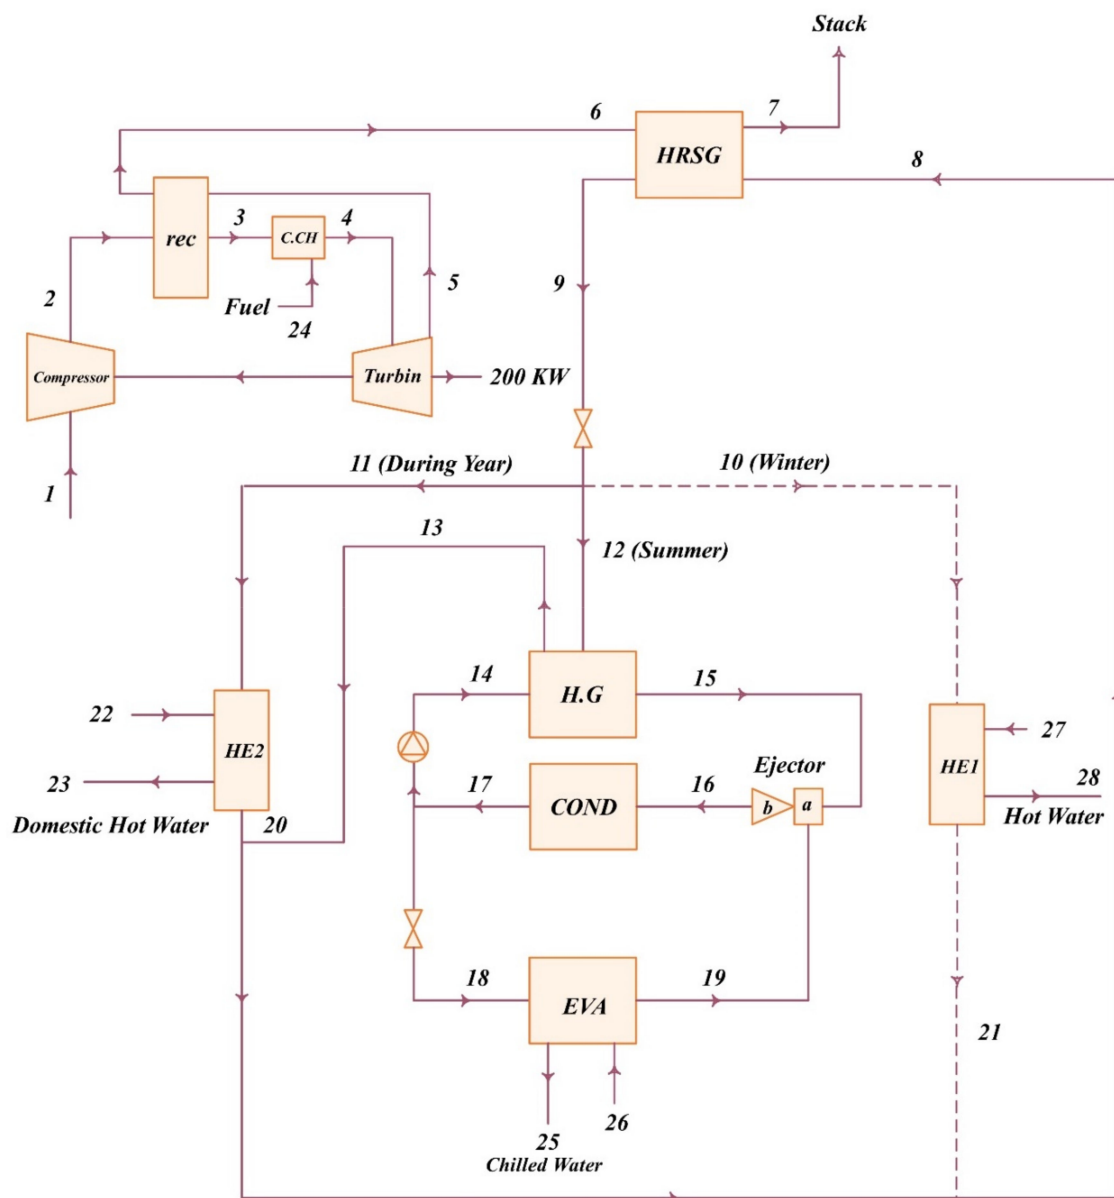 Stack
6
7
HRSG
8
rec
3
C.CH
4
9
2
Fuel
24
5
Compressor
Turbin
200 KW
11 (During Year)
10 (Winter)
1
13
12 (Summer)
14
H.G
15
22
HE2
27
HE1
Ejector
23
17
COND
16
b
a
28
Domestic Hot Water
20
Hot Water
18
EVA
19
21
25
26
Chilled Water